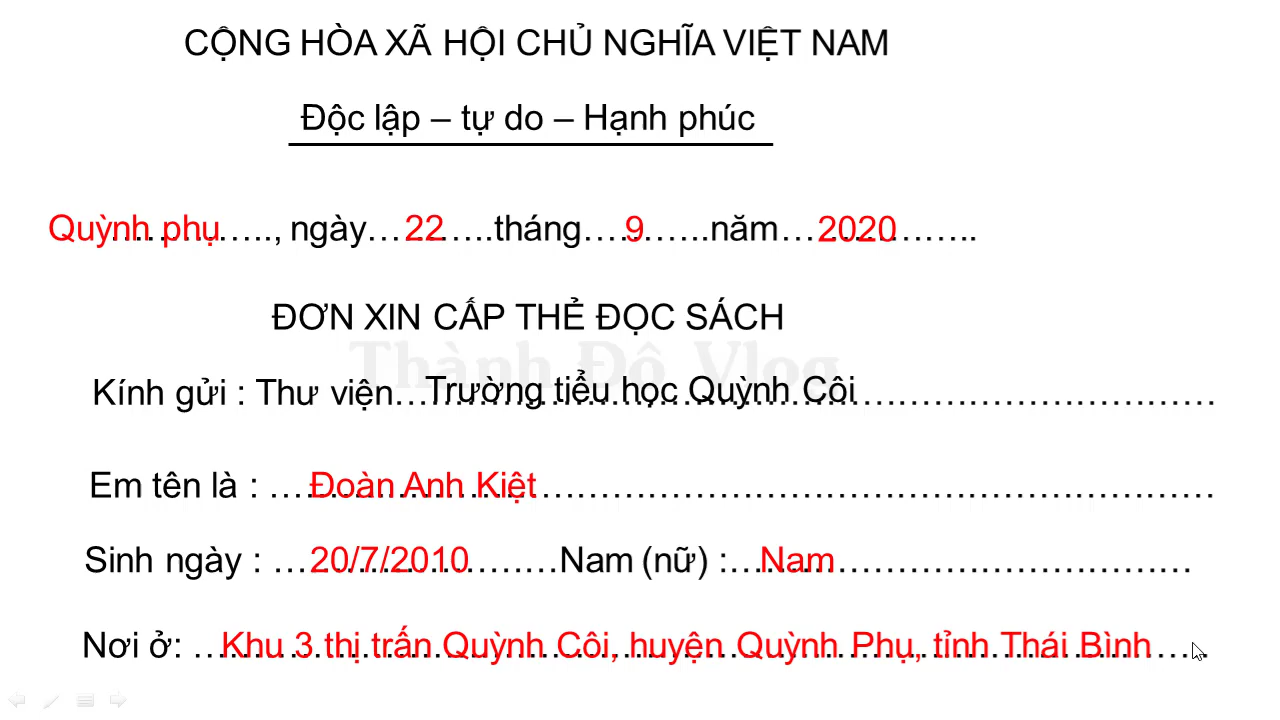 CỘNG HÒA XÃ HỘI CHỦ NGHĨA VIỆT NAM
Độc lập – tự do – Hạnh phúc
Quỳnh phụ………….., ngày…22……..tháng…9…….năm…2020………..
ĐƠN XIN CẤP THẺ ĐỌC SÁCH
Thành Đô Vlog
Kính gửi : Thư viện…Trường tiểu học Quỳnh Côi……………………………
Em tên là : …Đoàn Anh Kiệt……………………………………………………
Sinh ngày : …20/7/2010………Nam (nữ) :…Nam……………………………
Nơi ở: …Khu 3 thị trấn Quỳnh Côi, huyện Quỳnh Phụ, tỉnh Thái Bình…..